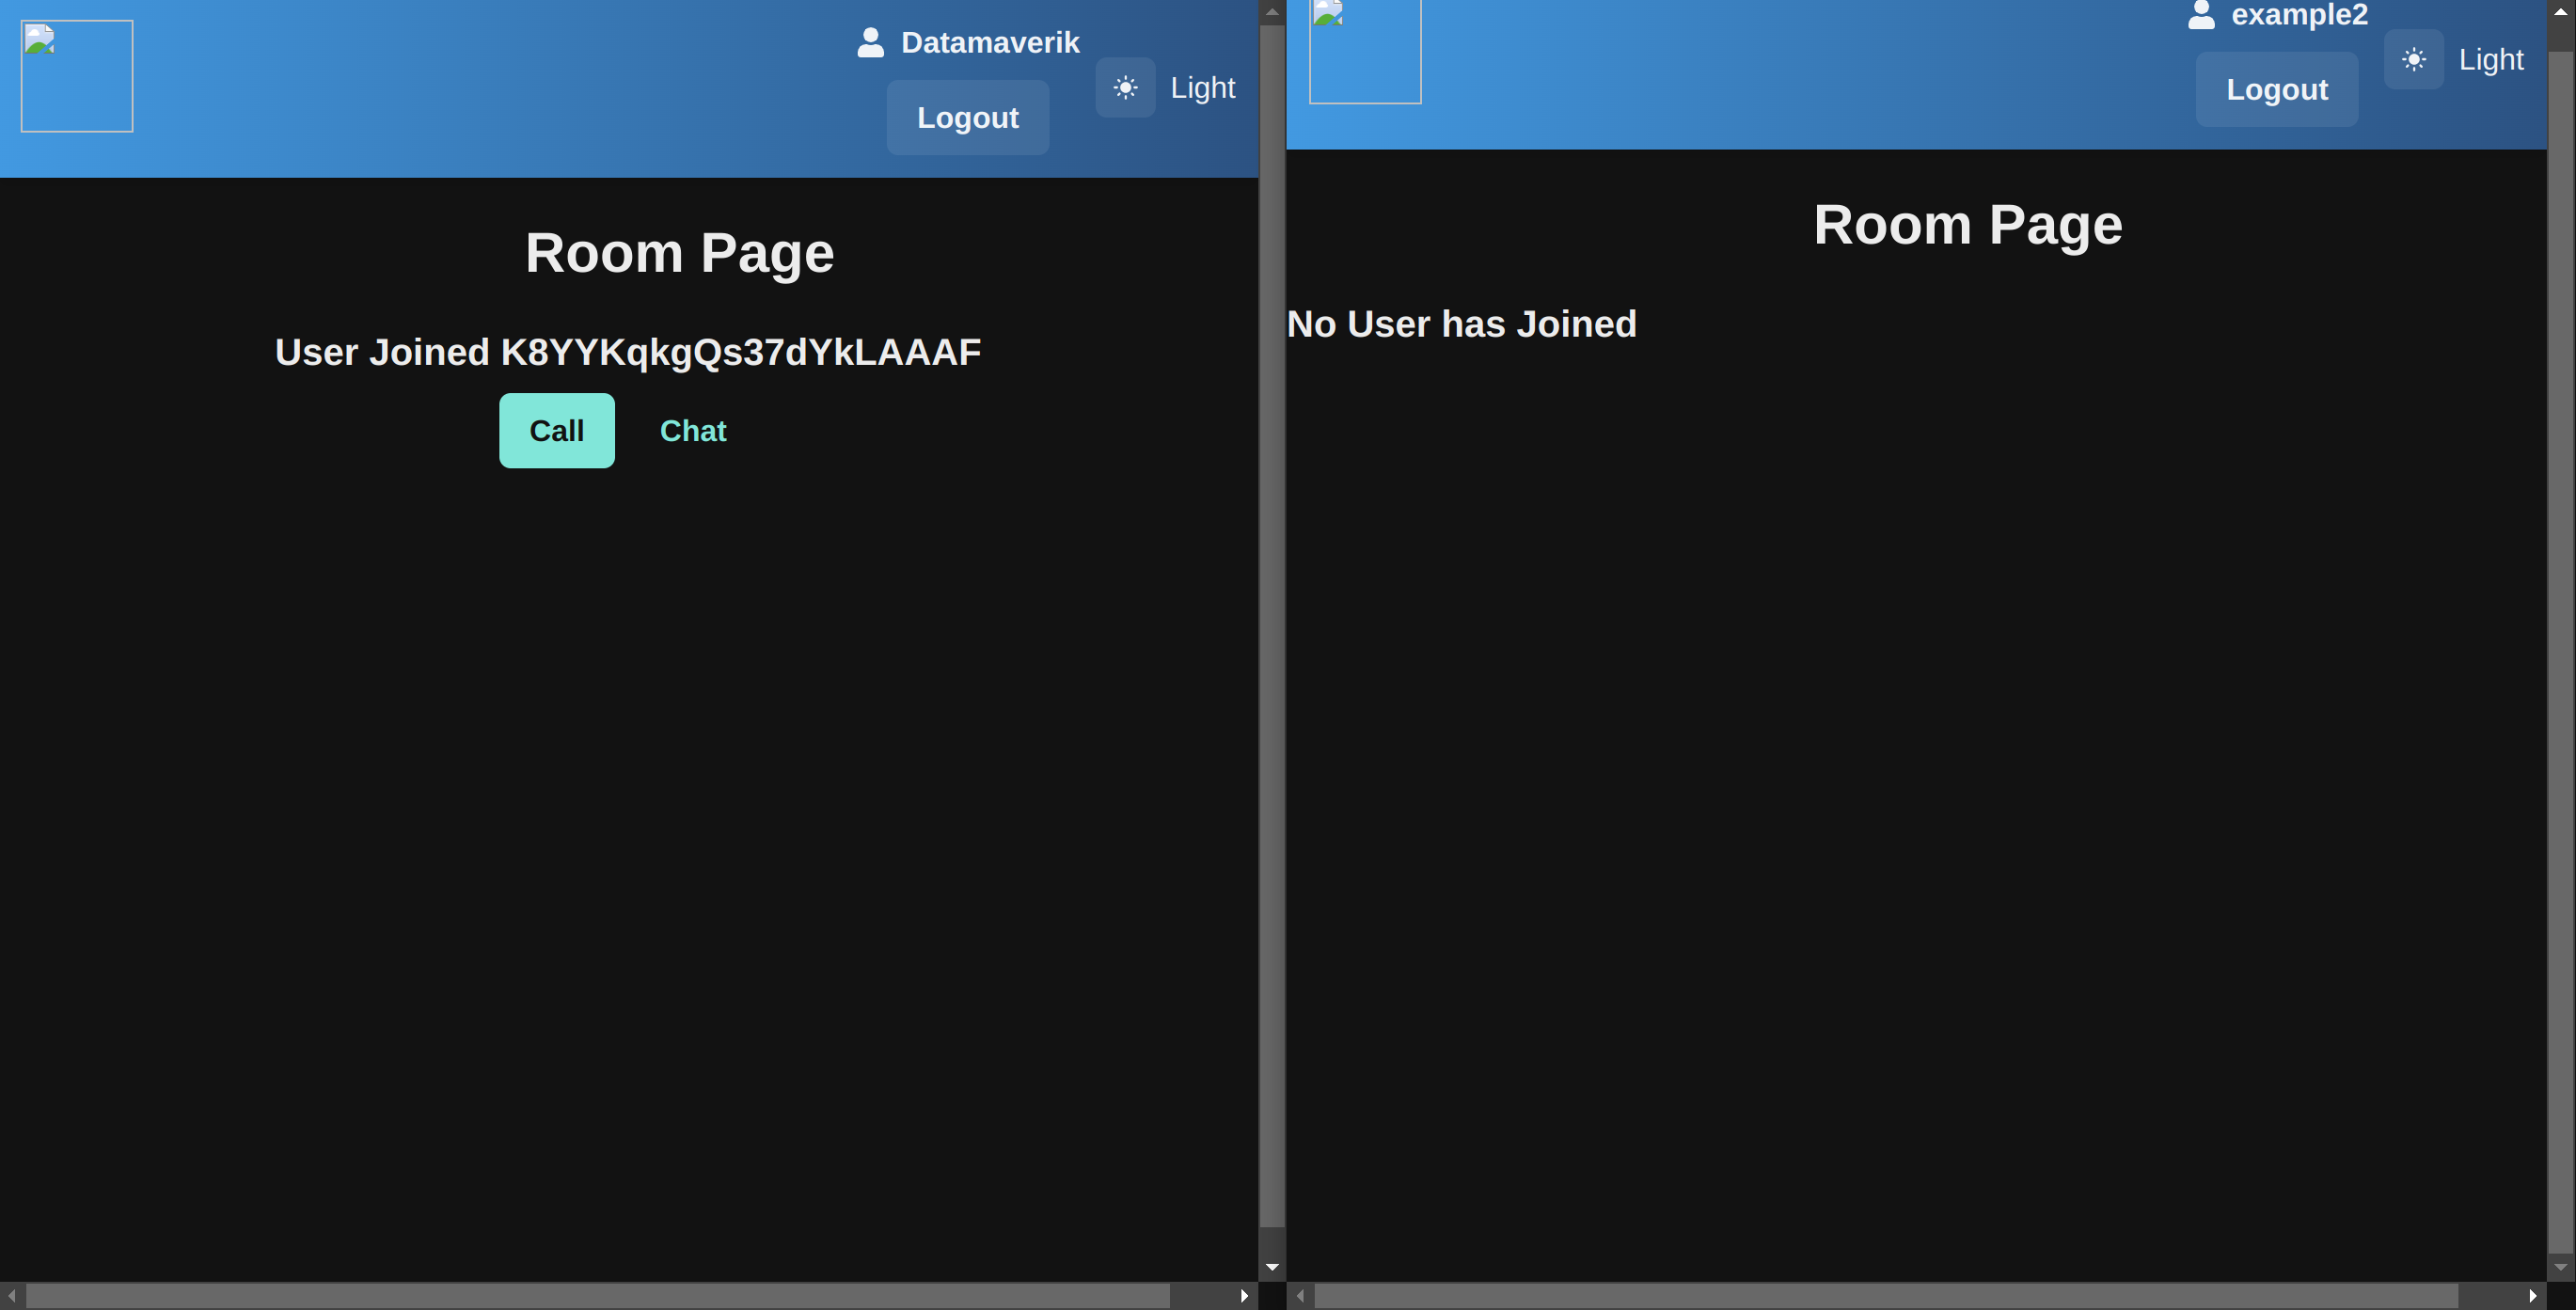 Datamaverik
Logout
Light
Room Page
User Joined K8YYKqkgQs37dYkLAAAF
Call
Chat
example2
Logout
Light
Room Page
No User has Joined